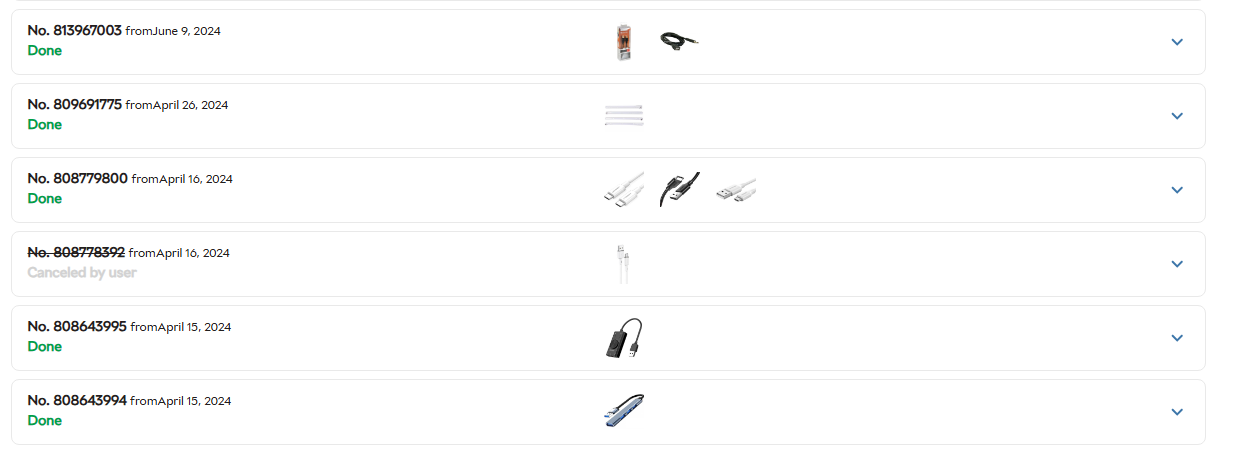 No. 813967003 fromJune 9, 2024
Done
No. 809691775 fromApril 26, 2024
Done
No. 808779800 fromApril 16, 2024
Done
No. 808778392 fromApril 16, 2024
Canceled by user
No. 808643995 fromApril 15, 2024
Done
No. 808643994 fromApril 15, 2024
Done